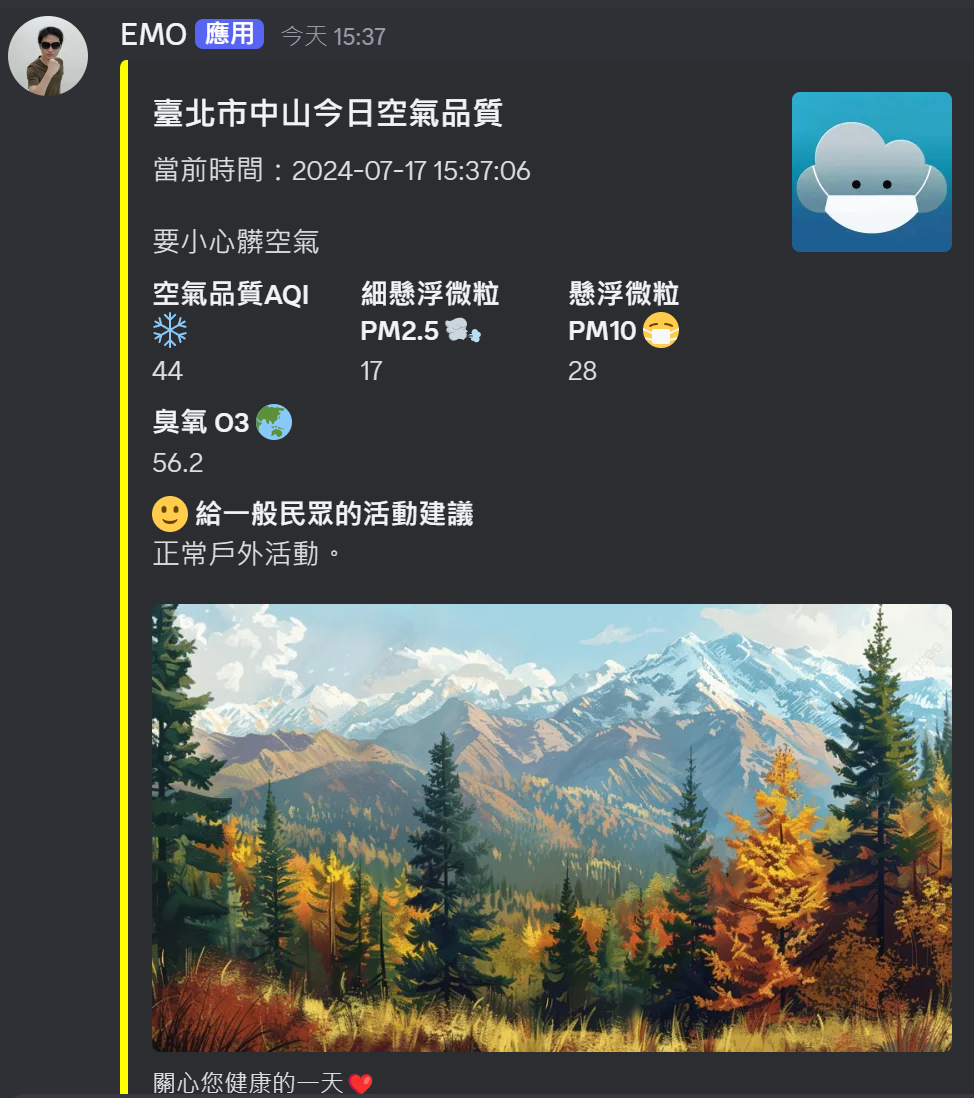 EMO 應用 今天 15:37
臺北市中山今日空氣品質
當前時間：2024-07-17 15:37:06
要小心髒空氣
空氣品質AQI ❄️
44
細懸浮微粒
PM2.5
17
懸浮微粒
PM10 😷
28
臭氧 O3 🌏
56.2
🙂 給一般民眾的活動建議
正常戶外活動。
關心您健康的一天❤️